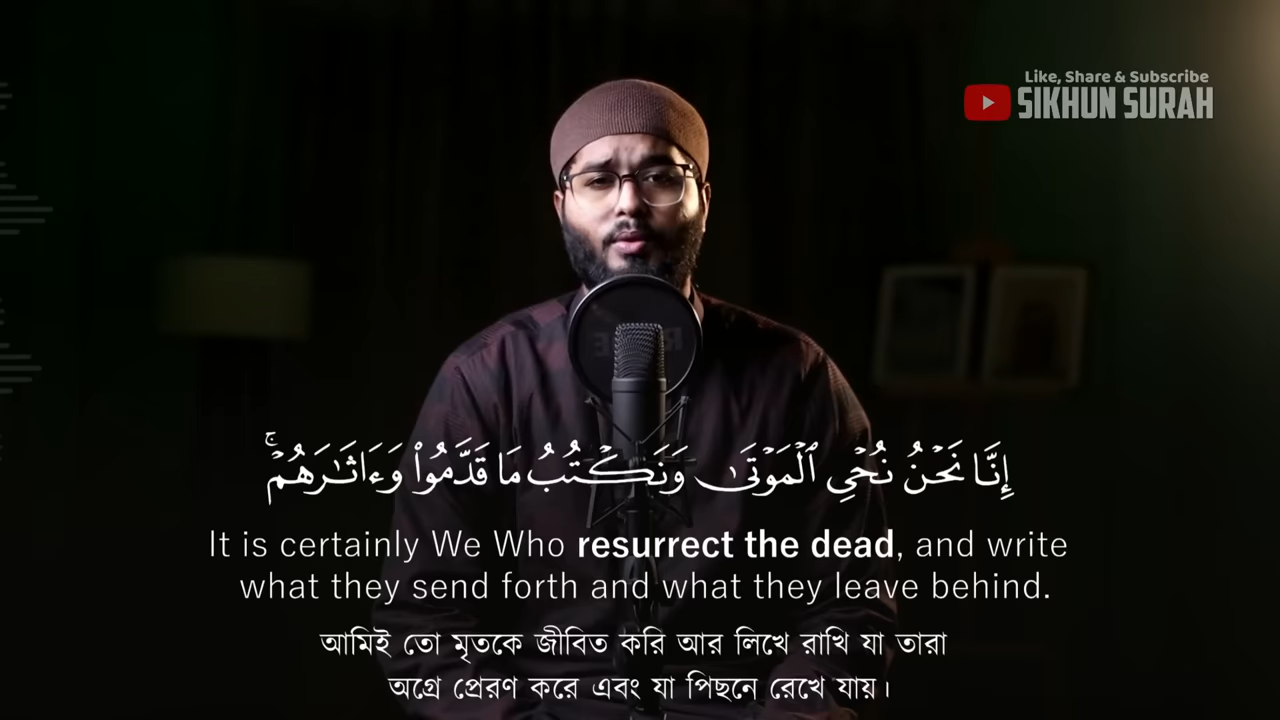 Like, Share & Subscribe
SIKHUN SURAH
إِنَّا نَحْنُ نُحْيِ ٱلْمَوْتَىٰ وَنَكْتُبُ مَا قَدَّمُوا۟ وَءَاثَـٰرَهُمْ ۚ
It is certainly We Who resurrect the dead, and write
what they send forth and what they leave behind.
আমিই তো মৃতকে জীবিত করি আর লিখে রাখি যা তারা
অগ্রে প্রেরণ করে এবং যা পিছনে রেখে যায়।